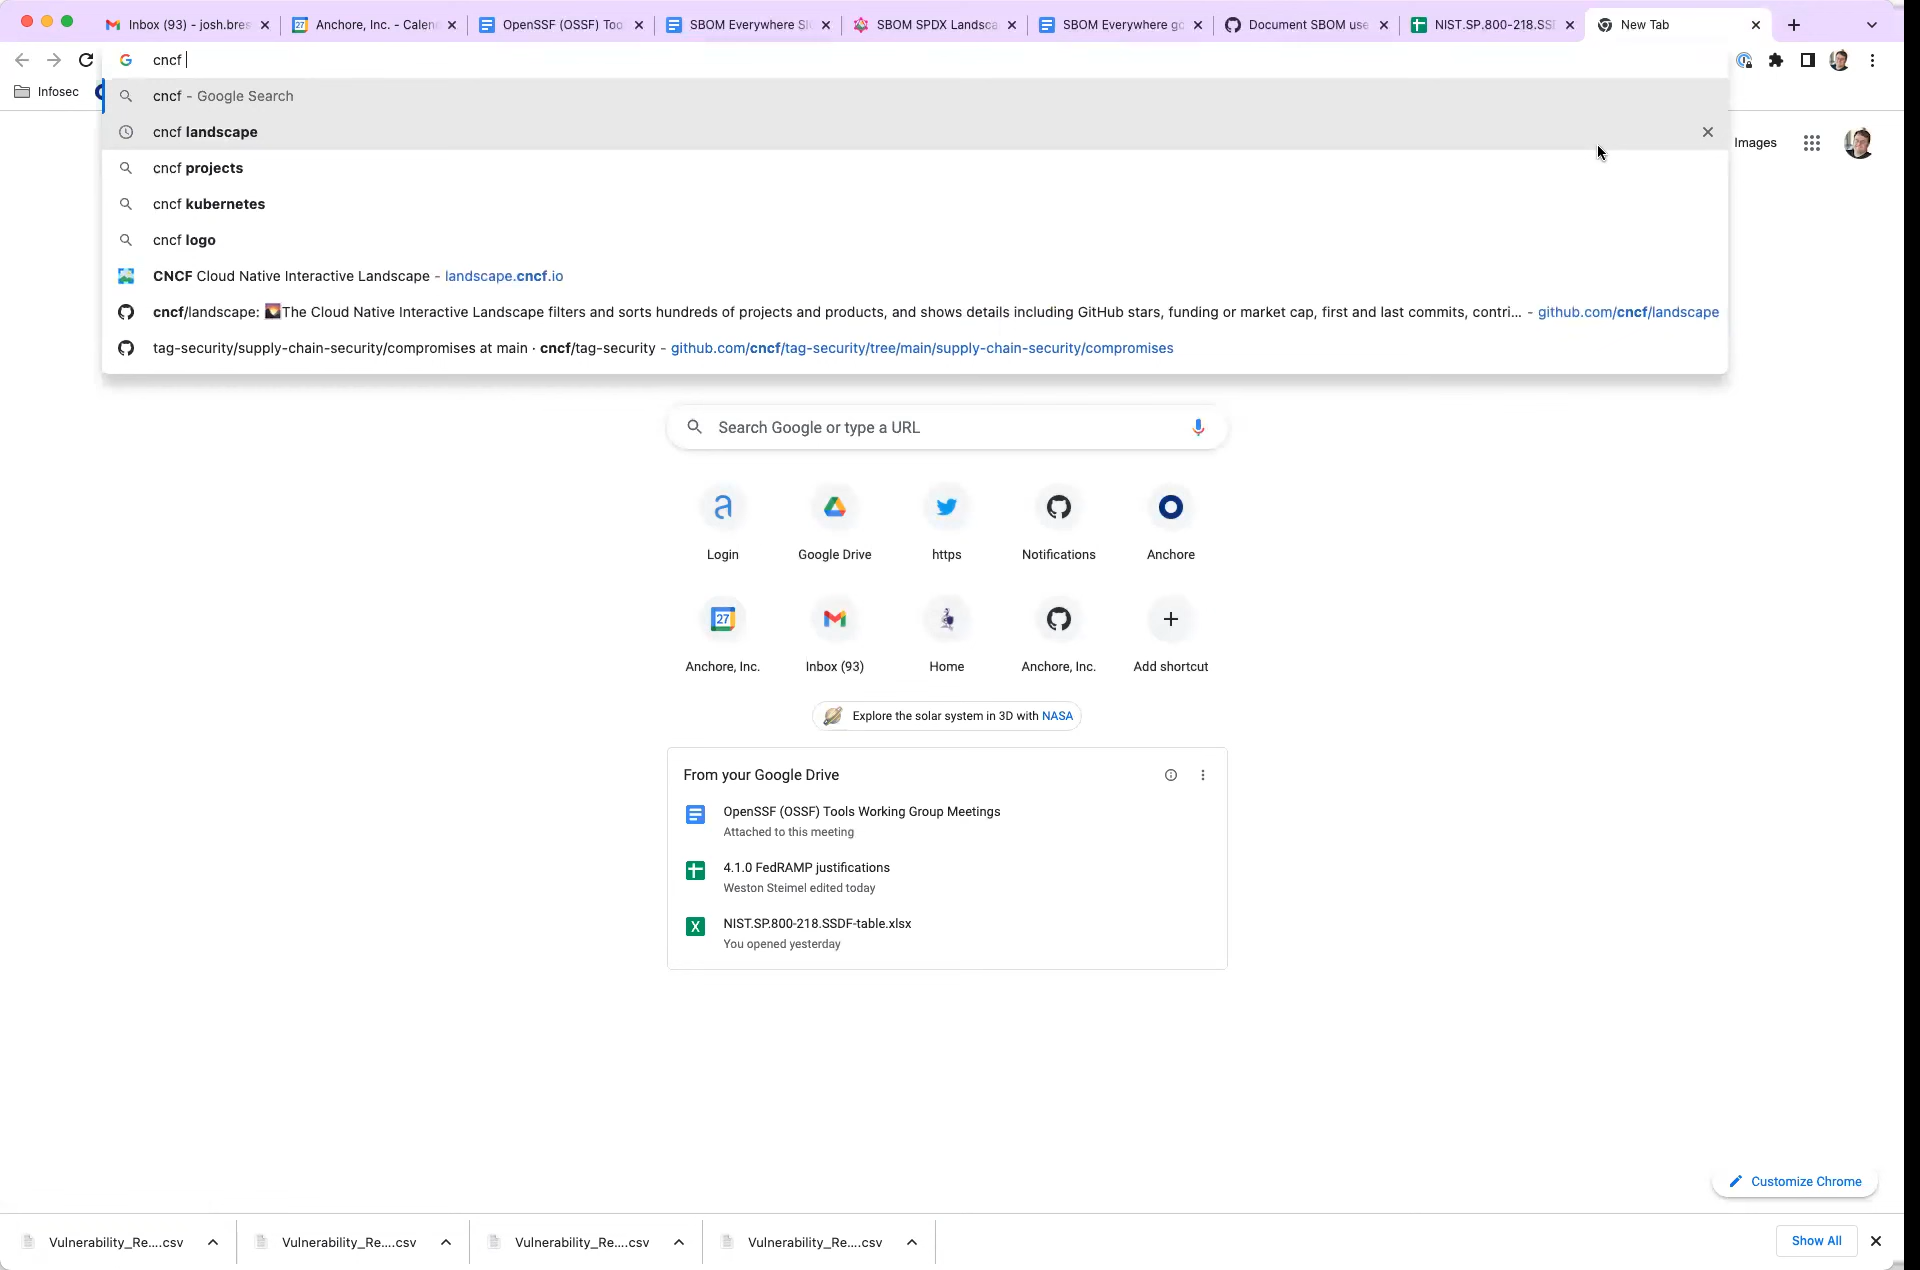 Inbox (93) - josh.bres
Anchore, Inc. - Calen
27
OpenSSF (OSSF) Too
SBOM Everywhere
SBOM SPDX Landsca
SBOM Everywhere go
Document SBOM use
NIST.SP.800-218.SS
New Tab
cncf
Infosec
cncf - Google Search
cncf landscape
Images
cncf projects
cncf kubernetes
cncf logo
CNCF Cloud Native Interactive Landscape - landscape.cncf.io
cncf/landscape: 🌄The Cloud Native Interactive Landscape filters and sorts hundreds of projects and products, and shows details including GitHub stars, funding or market cap, first and last commits, contri... - github.com/cncf/landscape
tag-security/supply-chain-security/compromises at main · cncf/tag-security - github.com/cncf/tag-security/tree/main/supply-chain-security/compromises
Search Google or type a URL
Login
Google Drive
https
Notifications
Anchore
27
Anchore, Inc.
Inbox (93)
Home
Anchore, Inc.
Add shortcut
Explore the solar system in 3D with NASA
From your Google Drive
OpenSSF (OSSF) Tools Working Group Meetings
Attached to this meeting
4.1.0 FedRAMP justifications
Weston Steimel edited today
NIST.SP.800-218.SSDF-table.xlsx
You opened yesterday
Customize Chrome
Vulnerability_Re....csv
Vulnerability_Re....csv
Vulnerability_Re....csv
Vulnerability_Re....csv
Show All